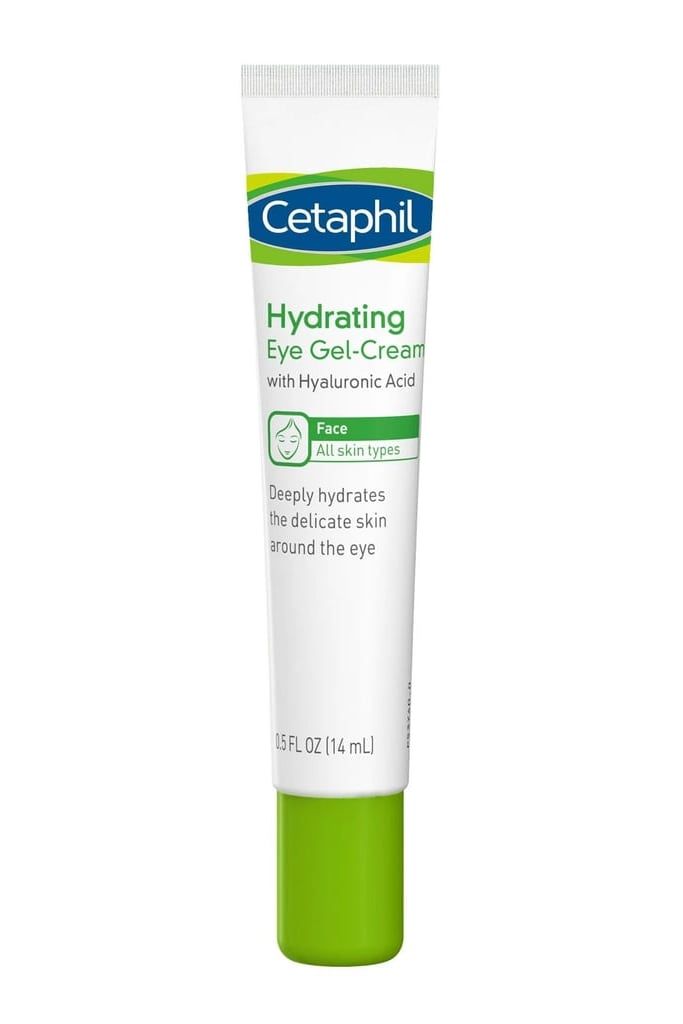 Cetaphil
Hydrating
Eye Gel-Cream
with Hyaluronic Acid
Face
All skin types
Deeply hydrates
the delicate skin
around the eye
0.5 FL OZ (14 mL)